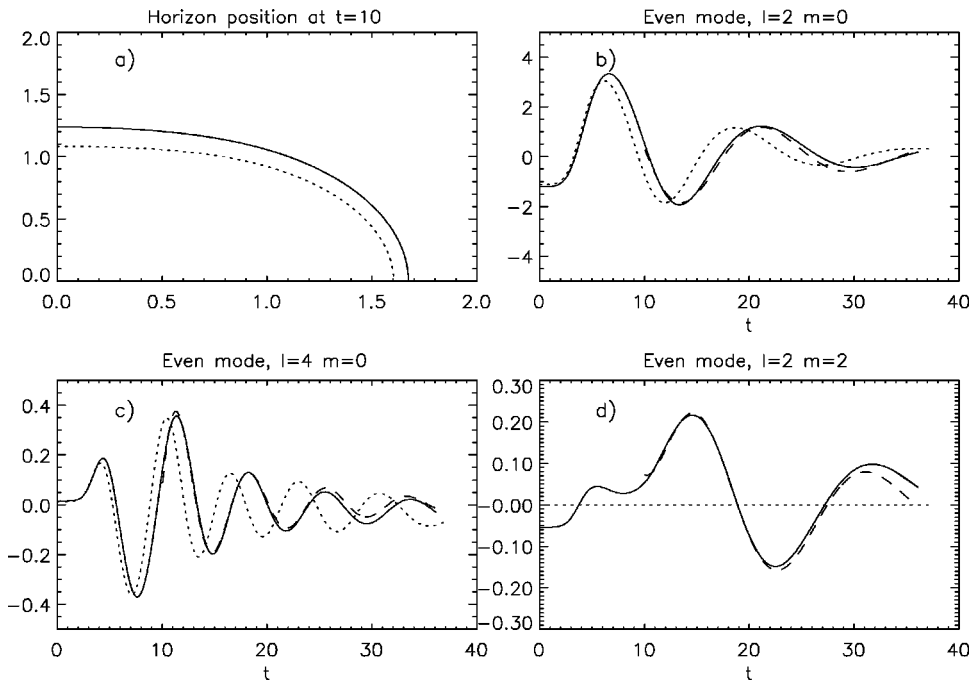 Horizon position at t=10
a)
2.0
1.5
1.0
0.5
0.0
0.0 0.5 1.0 1.5 2.0
Even mode, l=2 m=0
b)
4
2
0
−2
−4
0 10 20 30 40
t
Even mode, l=4 m=0
c)
0.4
0.2
0.0
−0.2
−0.4
0 10 20 30 40
t
Even mode, l=2 m=2
d)
0.30
0.20
0.10
−0.00
−0.10
−0.20
−0.30
0 10 20 30 40
t